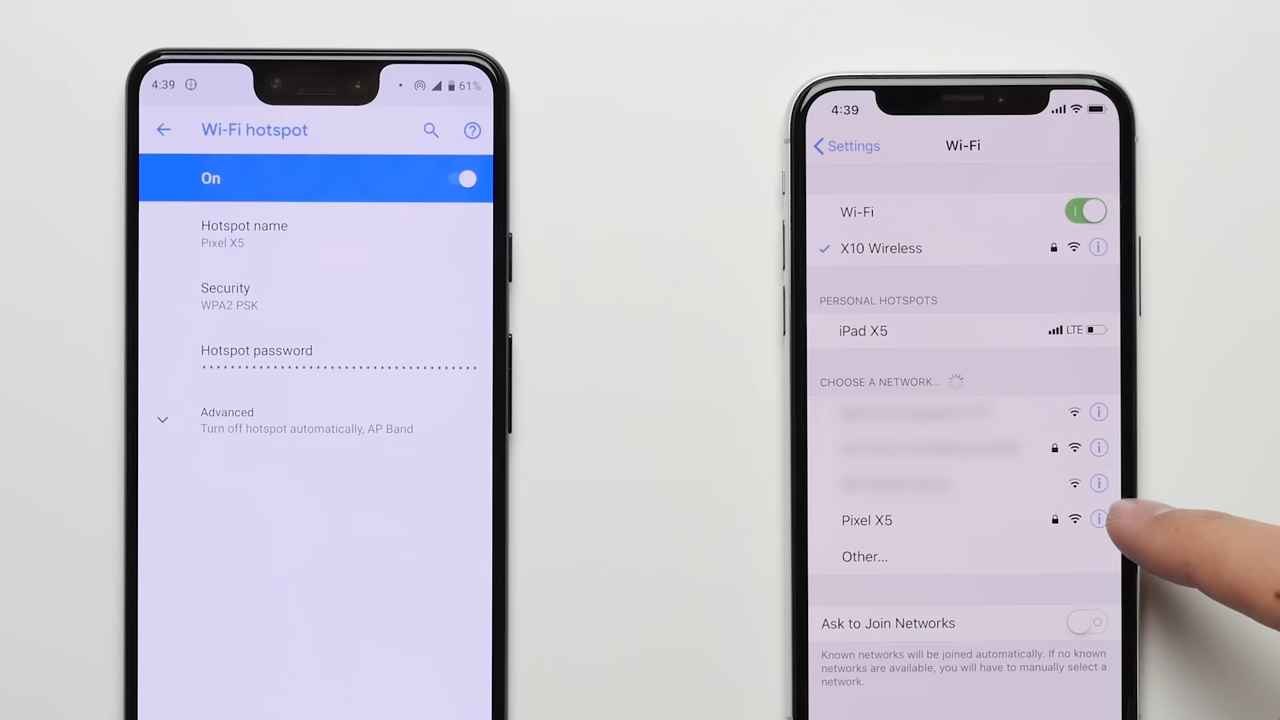 4:39
61%
Wi-Fi hotspot
On
Hotspot name
Pixel X5
Security
WPA2 PSK
Hotspot password
Advanced
Turn off hotspot automatically, AP Band
4:39
Settings
Wi-Fi
Wi-Fi
X10 Wireless
PERSONAL HOTSPOTS
iPad X5
LTE
CHOOSE A NETWORK...
Pixel X5
Other...
Ask to Join Networks
Known networks will be joined automatically. If no known
networks are available, you will have to manually select a
network.